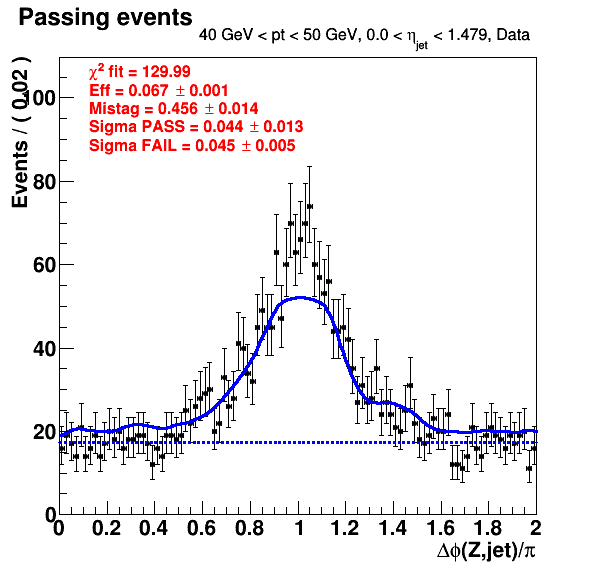 Passing events
40 GeV < pt < 50 GeV, 0.0 < ηjet < 1.479, Data
χ² fit = 129.99
Eff = 0.067 ± 0.001
Mistag = 0.456 ± 0.014
Sigma PASS = 0.044 ± 0.013
Sigma FAIL = 0.045 ± 0.005
Events / ( 0.02 )
100
80
60
40
20
0
0 0.2 0.4 0.6 0.8 1 1.2 1.4 1.6 1.8 2
Δϕ(Z,jet)/π